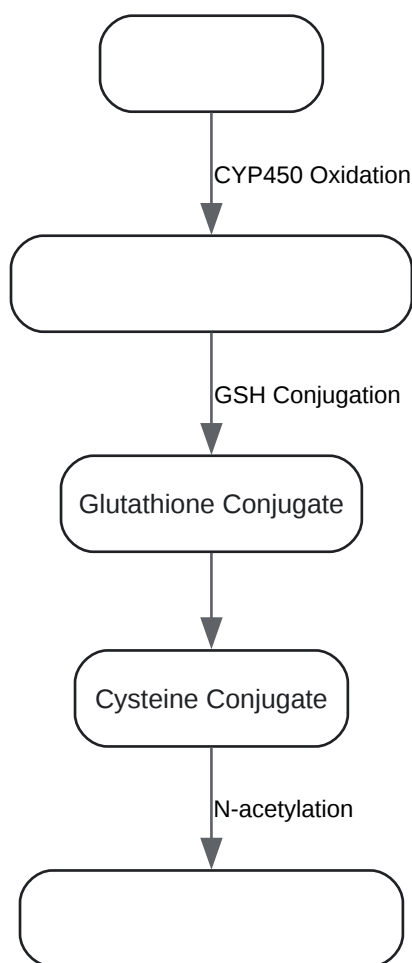 CYP450 Oxidation
GSH Conjugation
Glutathione Conjugate
Cysteine Conjugate
N-acetylation